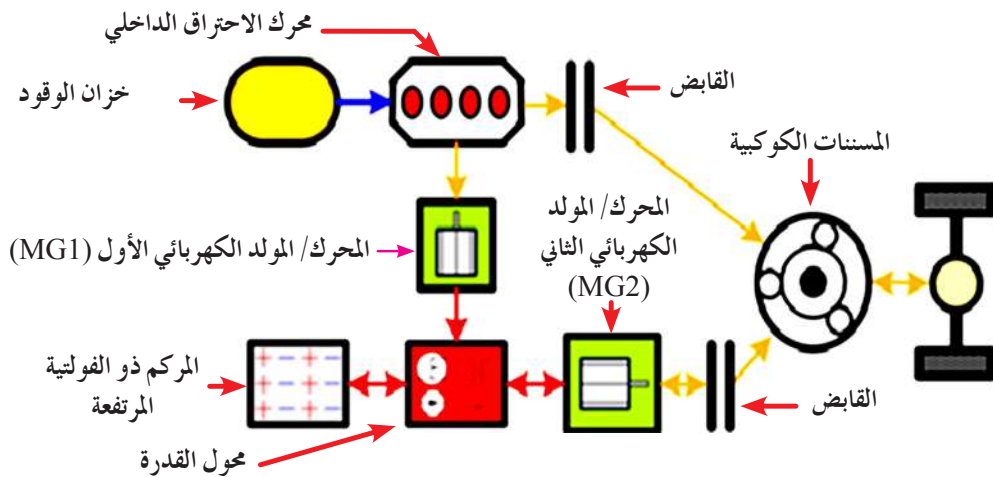 محرك الاحتراق الداخلي
خزان الوقود
القابض
المسننات الكوكبية
المحرك/ المولد
الكهربائي الثاني
(MG2)
المحرك/ المولد الكهربائي الأول (MG1)
المركم ذو الفولتية
المرتفعة
القابض
محول القدرة